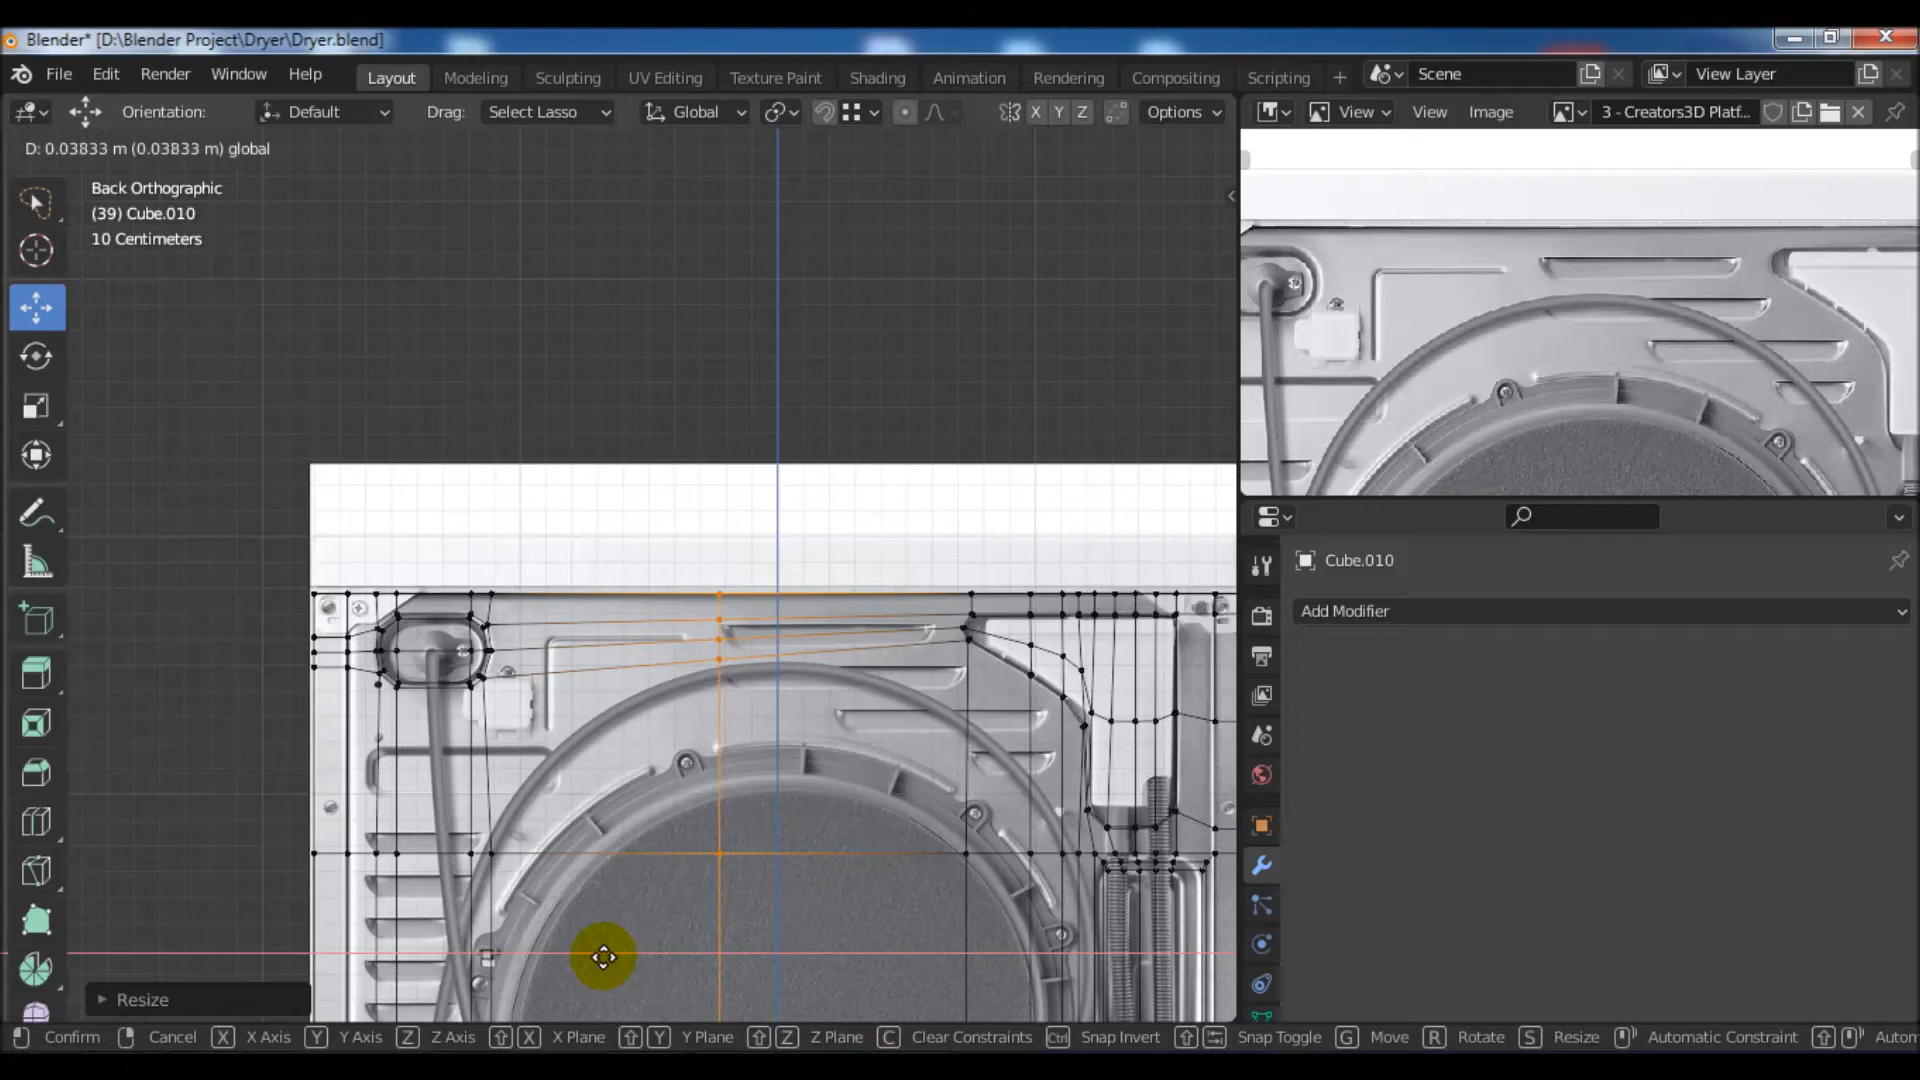 Blender* [D:\Blender Project\Dryer\Dryer.blend]
File Edit Render Window Help Layout Modeling Sculpting UV Editing Texture Paint Shading Animation Rendering Compositing Scripting + Scene View Layer
Orientation: Default Drag: Select Lasso Global X Y Z Options View View Image 3 - Creators3D Platf...
D: 0.03833 m (0.03833 m) global
Back Orthographic
(39) Cube.010
10 Centimeters
Cube.010
Add Modifier
Resize
Confirm Cancel X X Axis Y Y Axis Z Z Axis X X Plane Y Y Plane Z Z Plane C Clear Constraints Ctrl Snap Invert Snap Toggle G Move R Rotate S Resize Automatic Constraint Autom